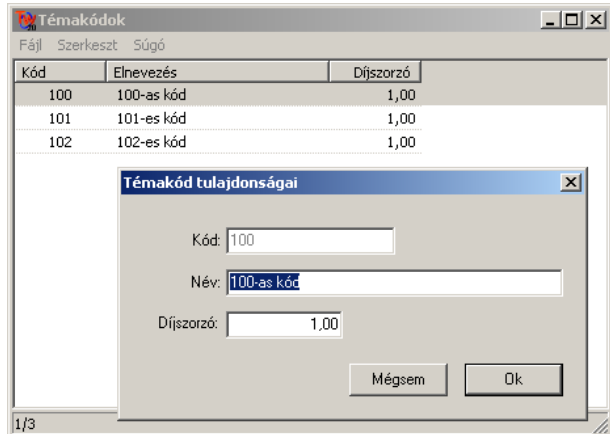 Témakódok
Fájl Szerkeszt Súgó
Kód Elnevezés Díjszorzó
100 100-as kód 1,00
101 101-es kód 1,00
102 102-es kód 1,00
Témakód tulajdonságai
Kód: 100
Név: 100-as kód
Díjszorzó: 1,00
Mégsem Ok
1/3